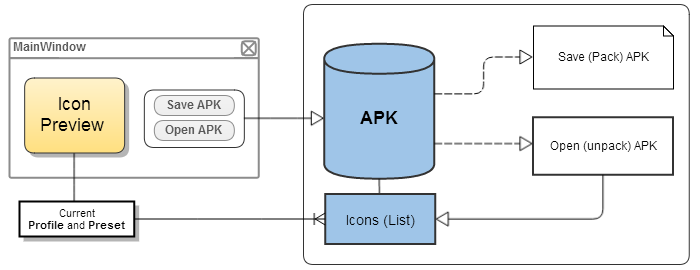 MainWindow
Icon
Preview
Save APK
Open APK
APK
Save (Pack) APK
Open (unpack) APK
Current
Profile and Preset
Icons (List)